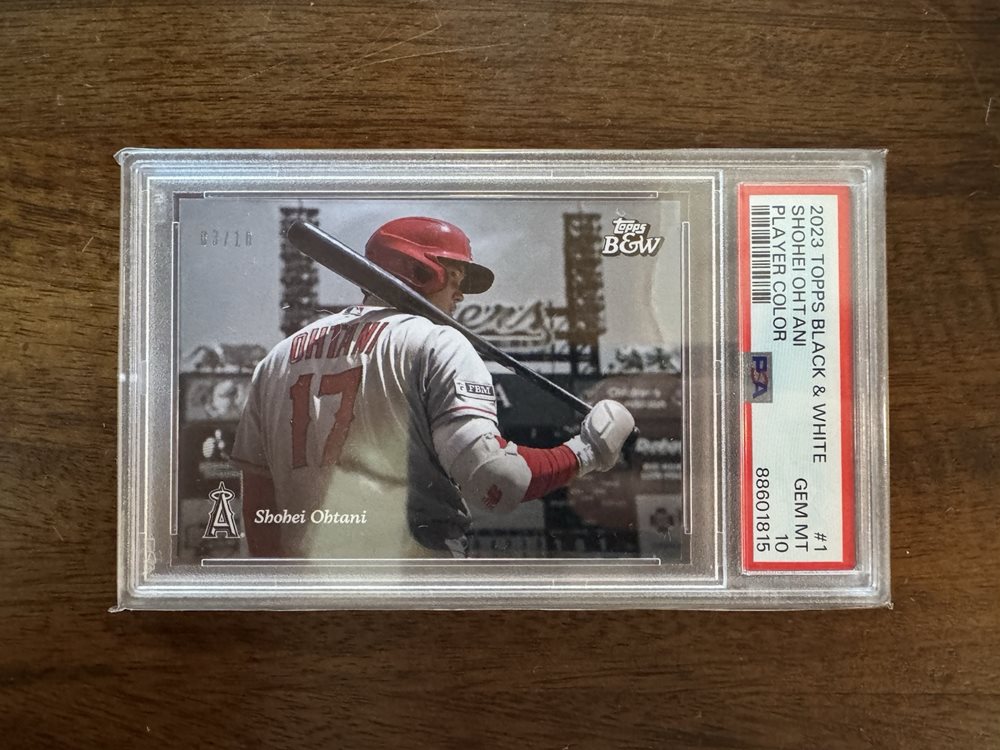 03/10
Topps
B&W
OHTANI
17
FBM
A
Shohei Ohtani
2023 TOPPS BLACK & WHITE #1
SHOHEI OHTANI GEM MT
PLAYER COLOR 10
88601815
PSA